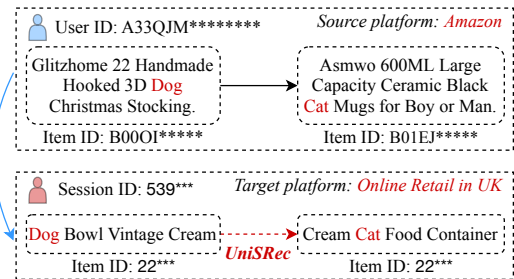 User ID: A33QJM********
Source platform: Amazon
Glitzhome 22 Handmade
Hooked 3D Dog
Christmas Stocking.
Asmwo 600ML Large
Capacity Ceramic Black
Cat Mugs for Boy or Man.
Item ID: B00OI*****
Item ID: B01EJ*****
Session ID: 539***
Target platform: Online Retail in UK
Dog Bowl Vintage Cream
UniSRec
Cream Cat Food Container
Item ID: 22***
Item ID: 22***